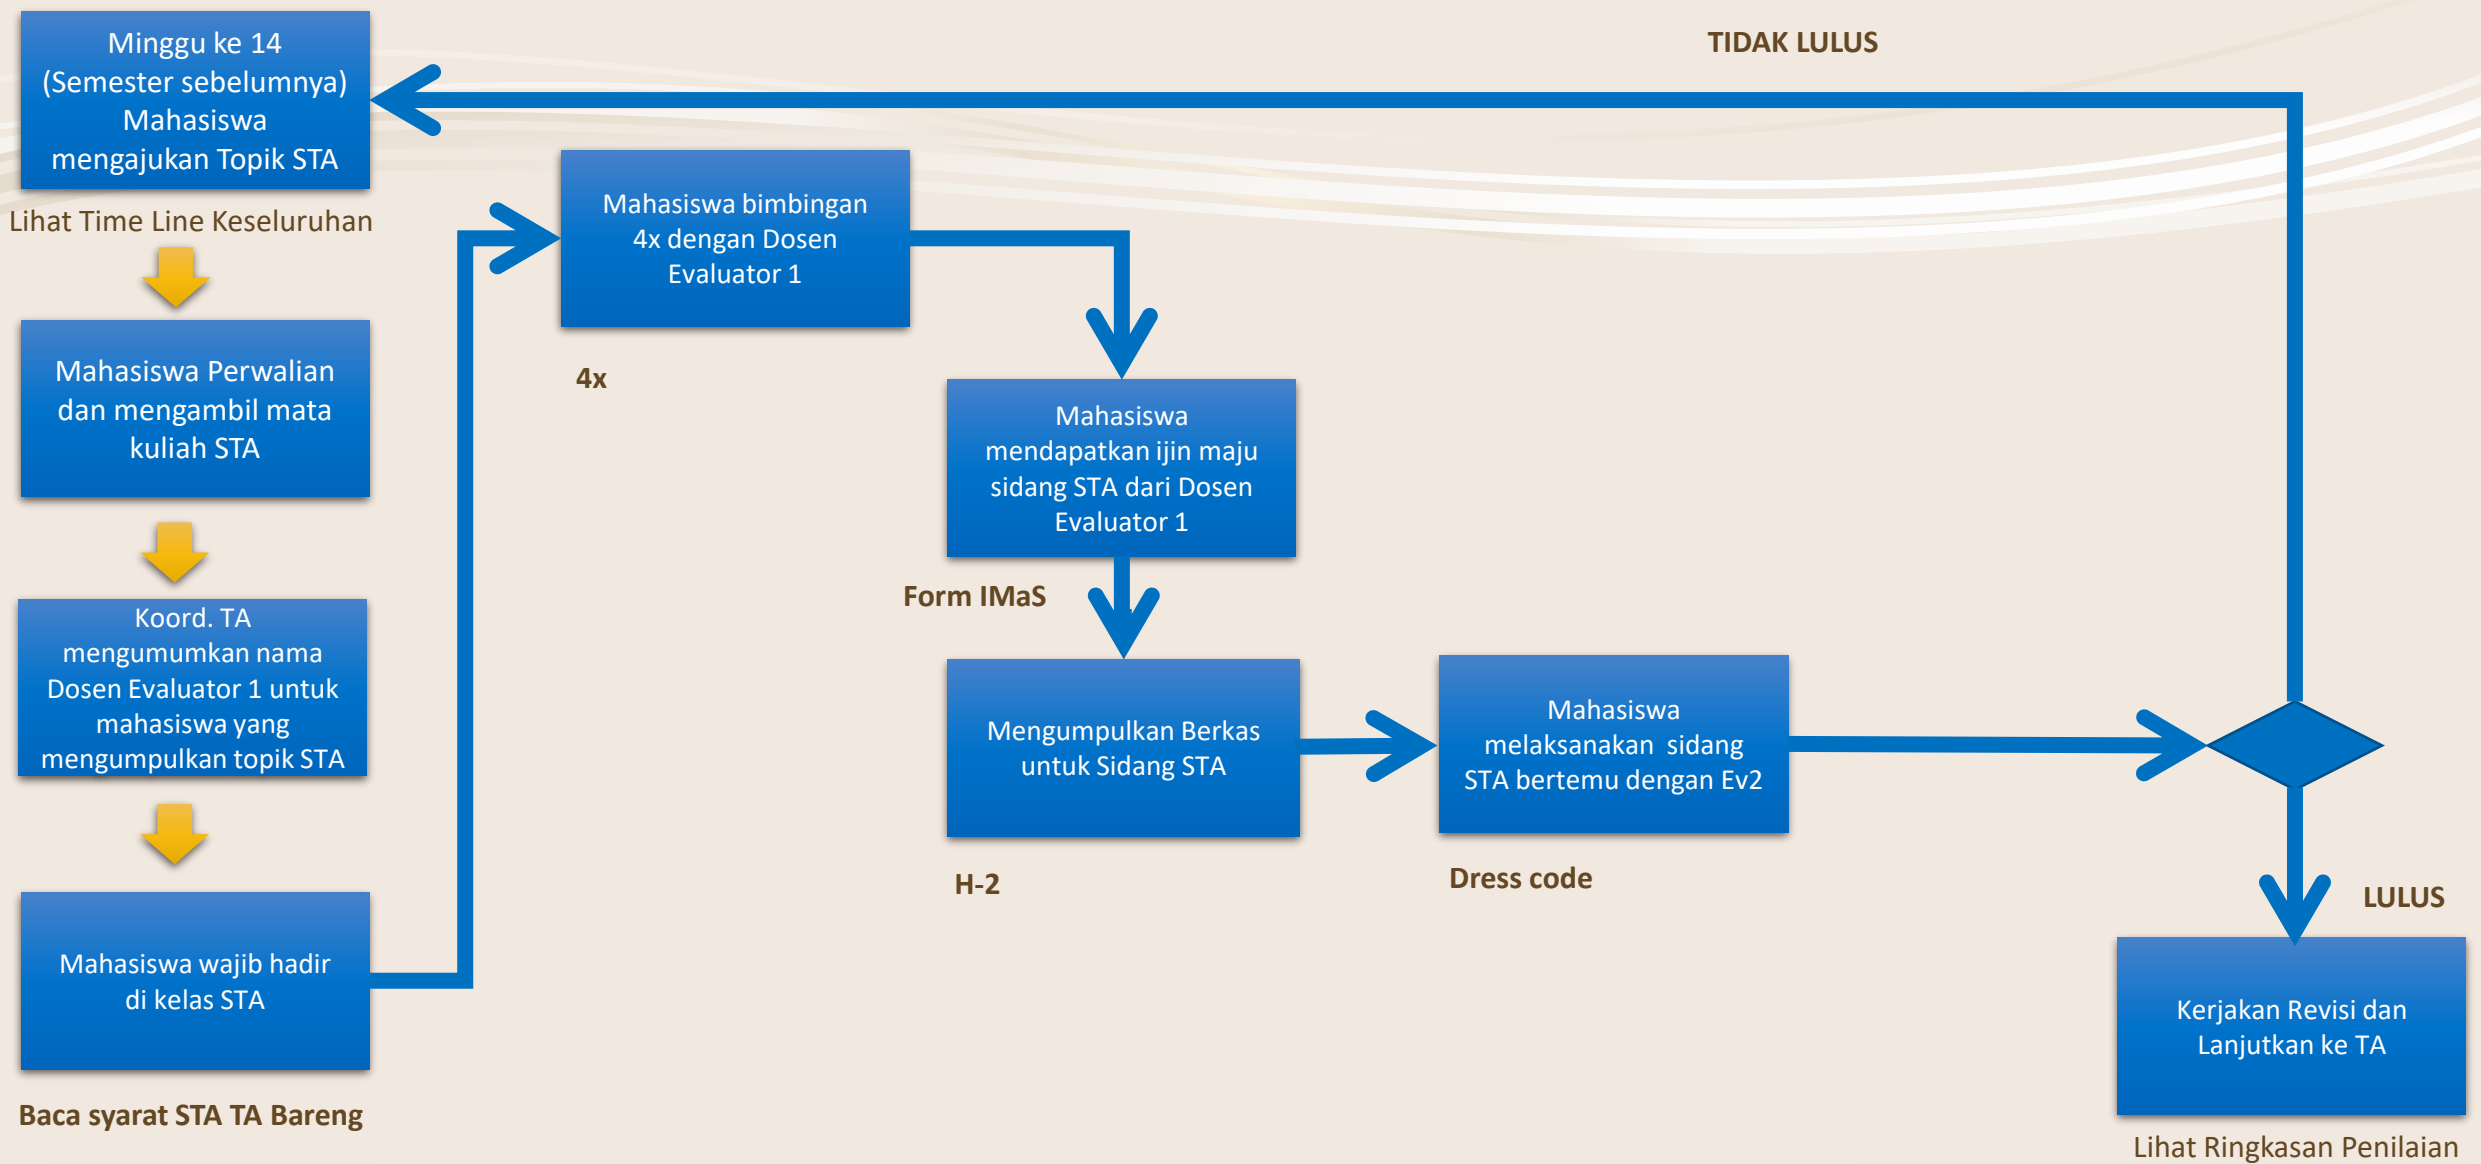 Minggu ke 14
(Semester sebelumnya)
Mahasiswa
mengajukan Topik STA
Lihat Time Line Keseluruhan
Mahasiswa Perwalian
dan mengambil mata
kuliah STA
Koord. TA
mengumumkan nama
Dosen Evaluator 1 untuk
mahasiswa yang
mengumpulkan topik STA
Mahasiswa wajib hadir
di kelas STA
Baca syarat STA TA Bareng
Mahasiswa bimbingan
4x dengan Dosen
Evaluator 1
4x
Mahasiswa
mendapatkan ijin maju
sidang STA dari Dosen
Evaluator 1
Form IMaS
Mengumpulkan Berkas
untuk Sidang STA
H-2
Mahasiswa
melaksanakan  sidang
STA bertemu dengan Ev2
Dress code
TIDAK LULUS
LULUS
Kerjakan Revisi dan
Lanjutkan ke TA
Lihat Ringkasan Penilaian